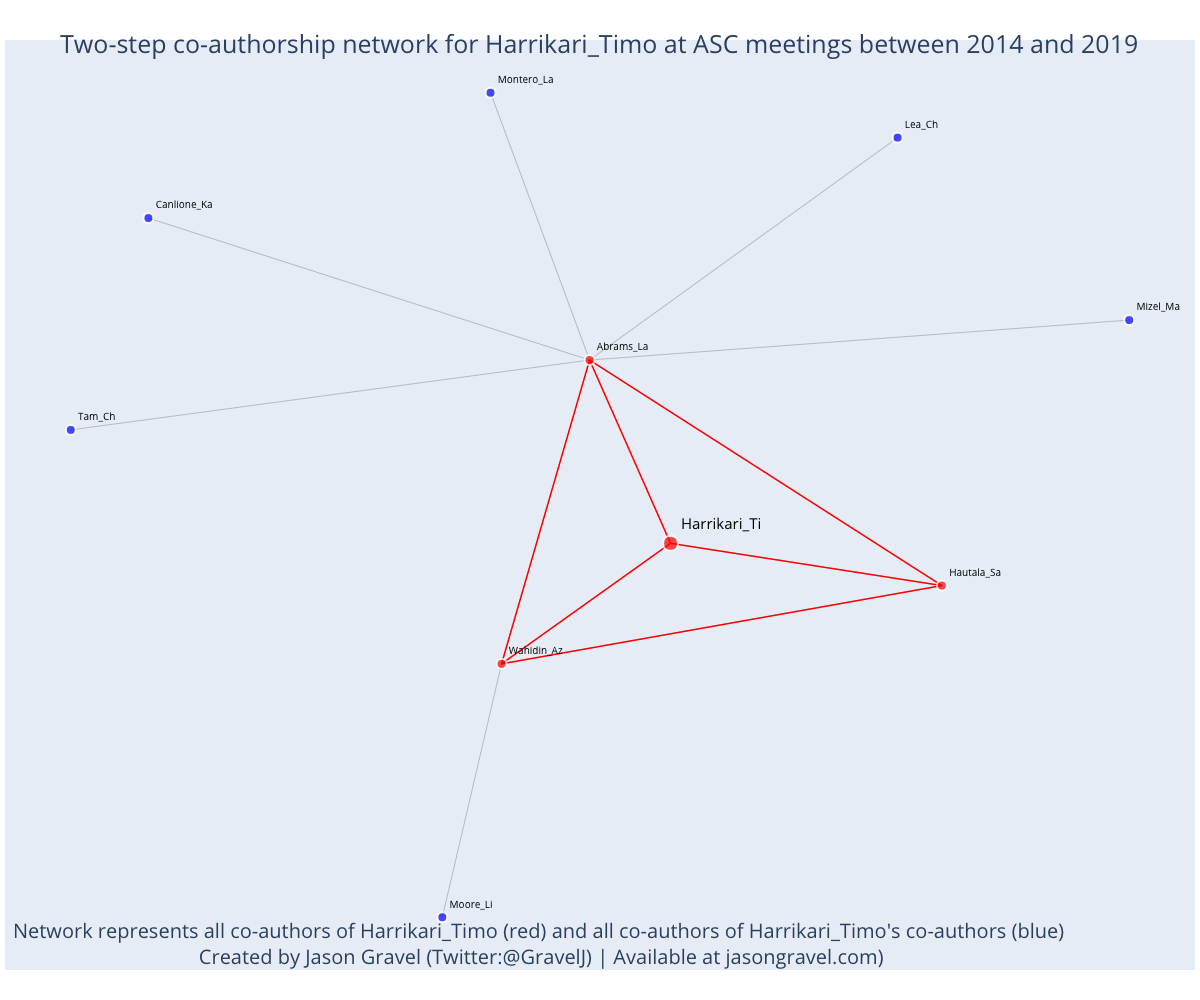 Two-step co-authorship network for Harrikari_Timo at ASC meetings between 2014 and 2019
Montero_La
Lea_Ch
Canlione_Ka
Mizel_Ma
Abrams_La
Tam_Ch
Harrikari_Ti
Hautala_Sa
Wahidin_Az
Moore_Li
Network represents all co-authors of Harrikari_Timo (red) and all co-authors of Harrikari_Timo's co-authors (blue)
Created by Jason Gravel (Twitter:@GravelJ) | Available at jasongravel.com)